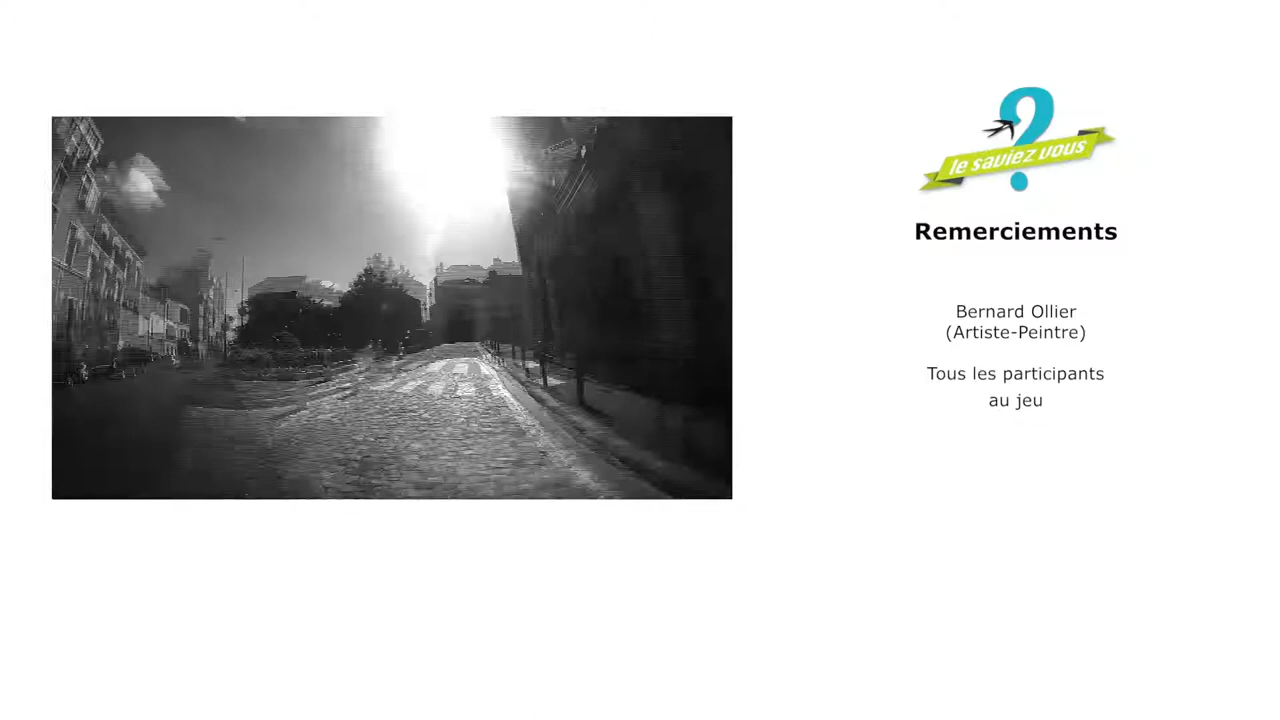 le saviez vous
?
Remerciements
Bernard Ollier
(Artiste-Peintre)
Tous les participants
au jeu